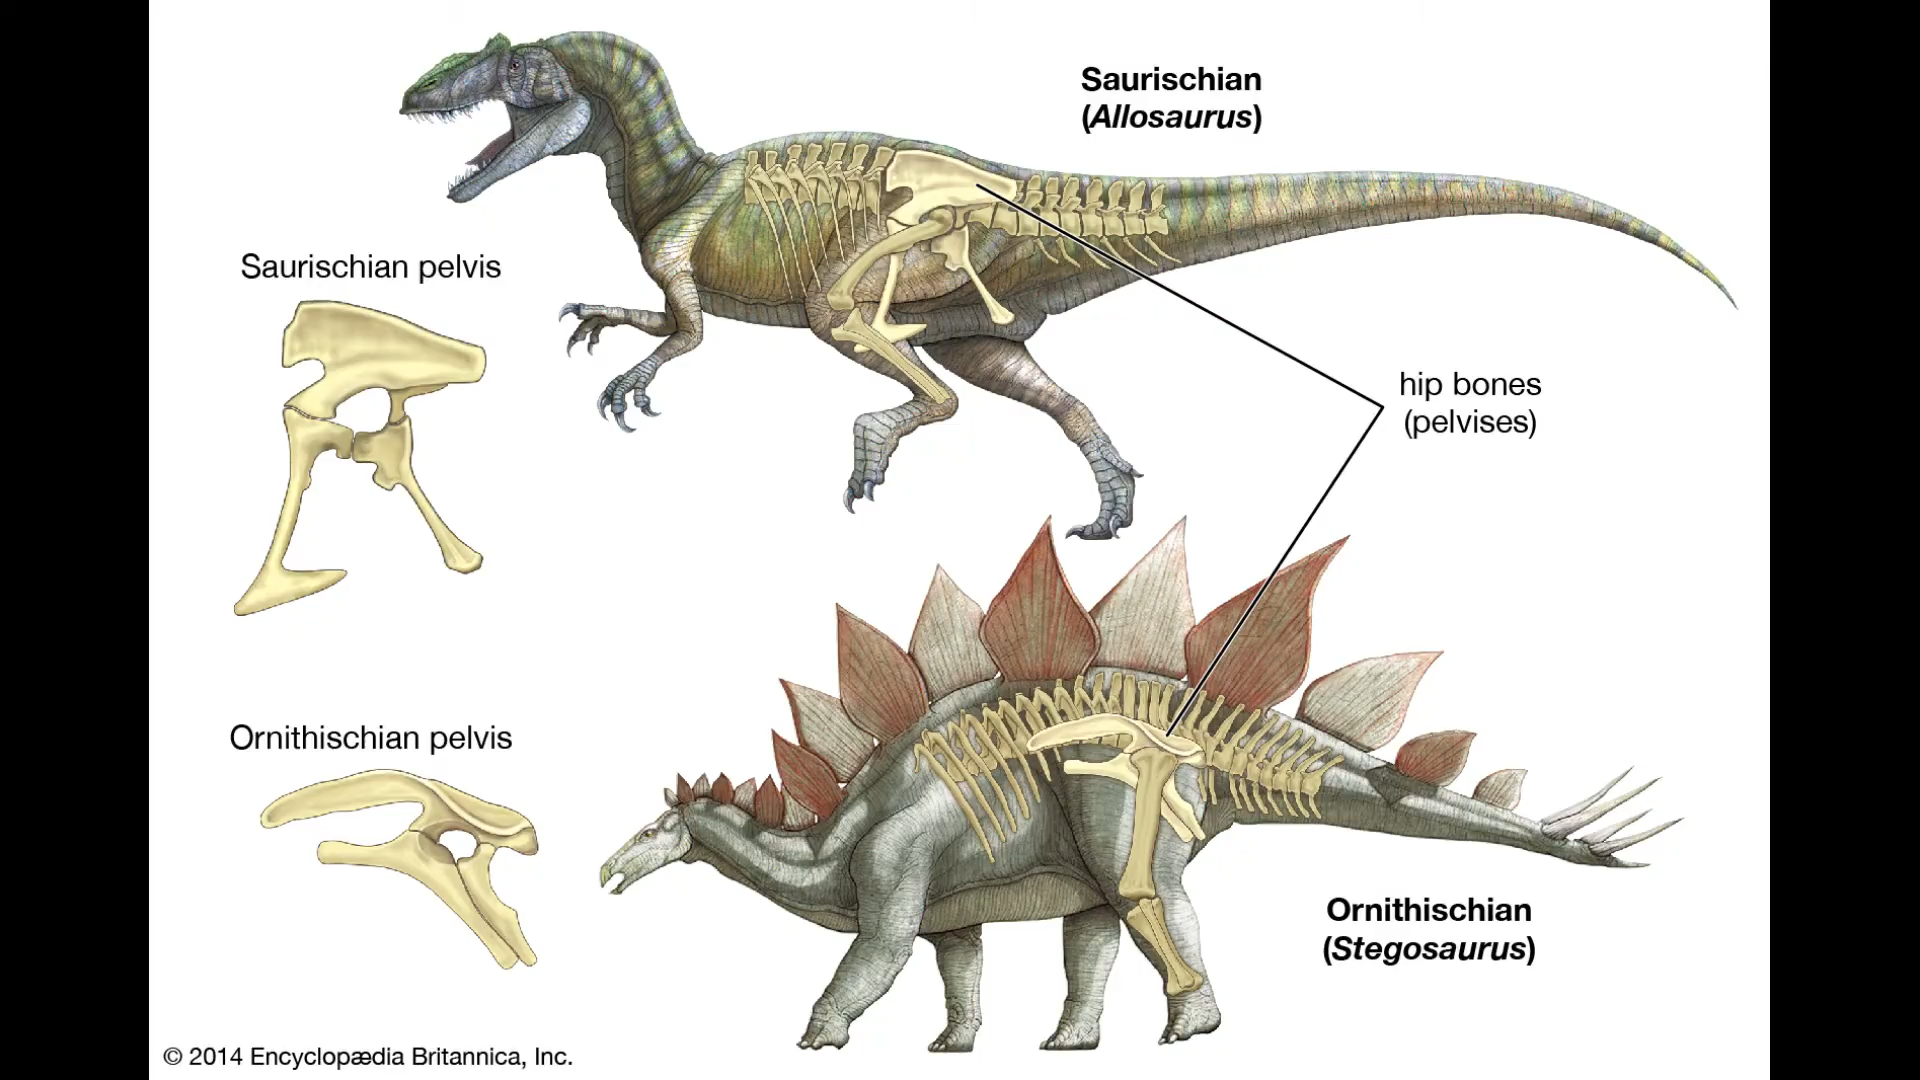 Saurischian
(Allosaurus)
Saurischian pelvis
hip bones
(pelvises)
Ornithischian pelvis
Ornithischian
(Stegosaurus)
© 2014 Encyclopædia Britannica, Inc.